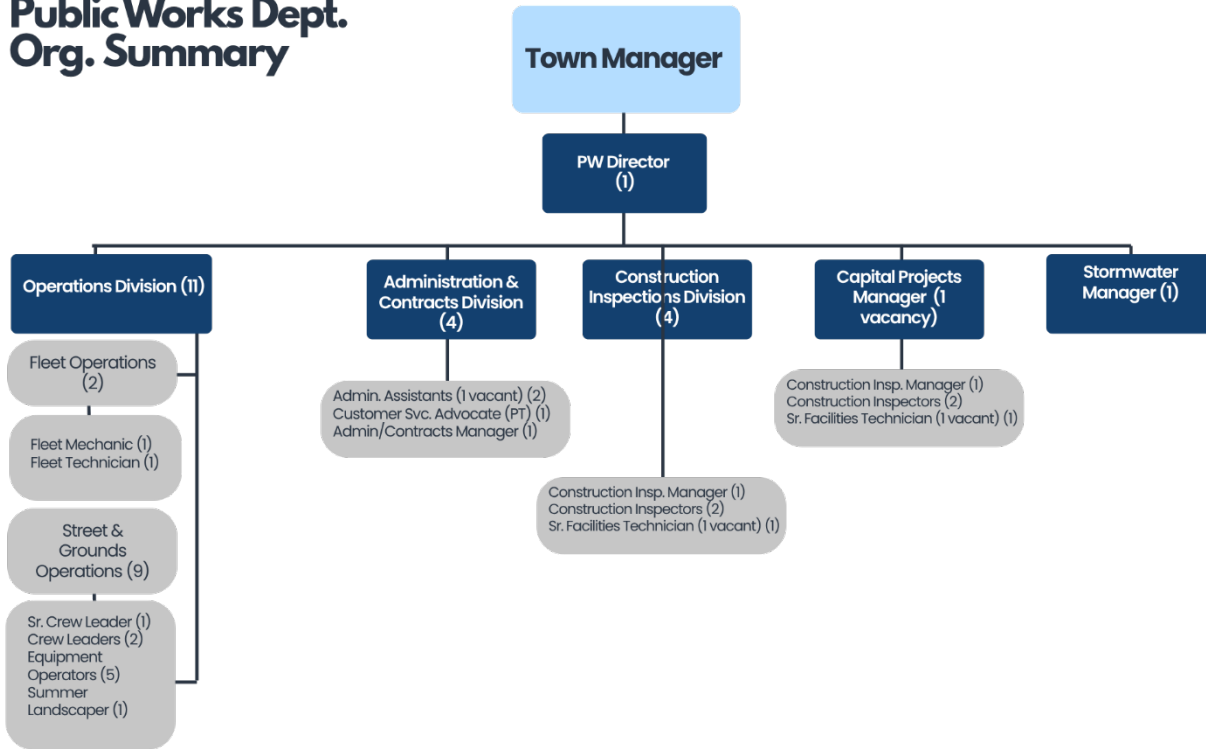 Public Works Dept.
Org. Summary
Town Manager
PW Director
(1)
Operations Division (11)
Administration &
Contracts Division
(4)
Construction
Inspections Division
(4)
Capital Projects
Manager (1
vacancy)
Stormwater
Manager (1)
Fleet Operations
(2)
Fleet Mechanic (1)
Fleet Technician (1)
Street &
Grounds
Operations (9)
Sr. Crew Leader (1)
Crew Leaders (2)
Equipment
Operators (5)
Summer
Landscaper (1)
Admin. Assistants (1 vacant) (2)
Customer Svc. Advocate (PT) (1)
Admin/Contracts Manager (1)
Construction Insp. Manager (1)
Construction Inspectors (2)
Sr. Facilities Technician (1 vacant) (1)
Construction Insp. Manager (1)
Construction Inspectors (2)
Sr. Facilities Technician (1 vacant) (1)